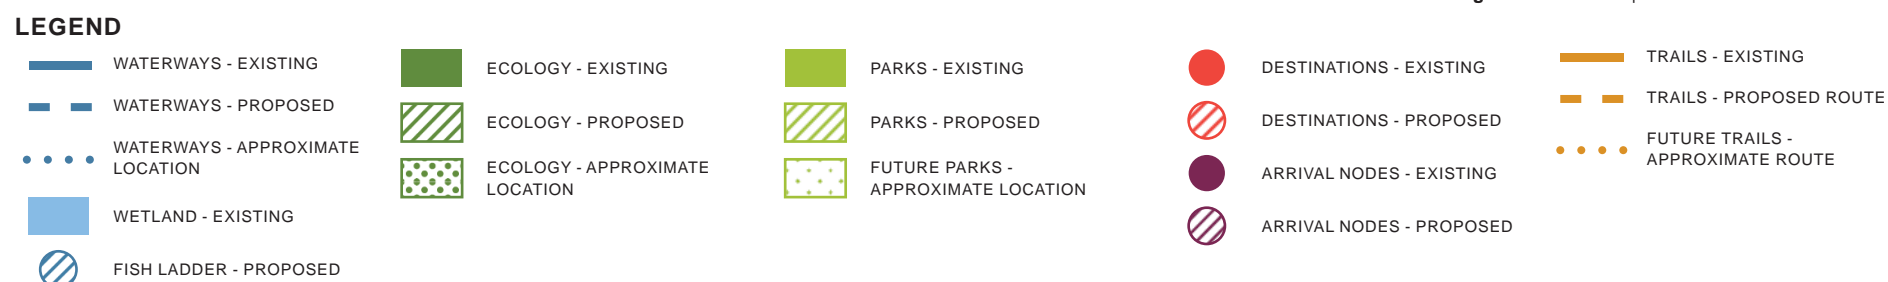 LEGEND
WATERWAYS - EXISTING
WATERWAYS - PROPOSED
WATERWAYS - APPROXIMATE
LOCATION
WETLAND - EXISTING
FISH LADDER - PROPOSED
ECOLOGY - EXISTING
ECOLOGY - PROPOSED
ECOLOGY - APPROXIMATE
LOCATION
PARKS - EXISTING
PARKS - PROPOSED
FUTURE PARKS -
APPROXIMATE LOCATION
DESTINATIONS - EXISTING
DESTINATIONS - PROPOSED
ARRIVAL NODES - EXISTING
ARRIVAL NODES - PROPOSED
TRAILS - EXISTING
TRAILS - PROPOSED ROUTE
FUTURE TRAILS -
APPROXIMATE ROUTE